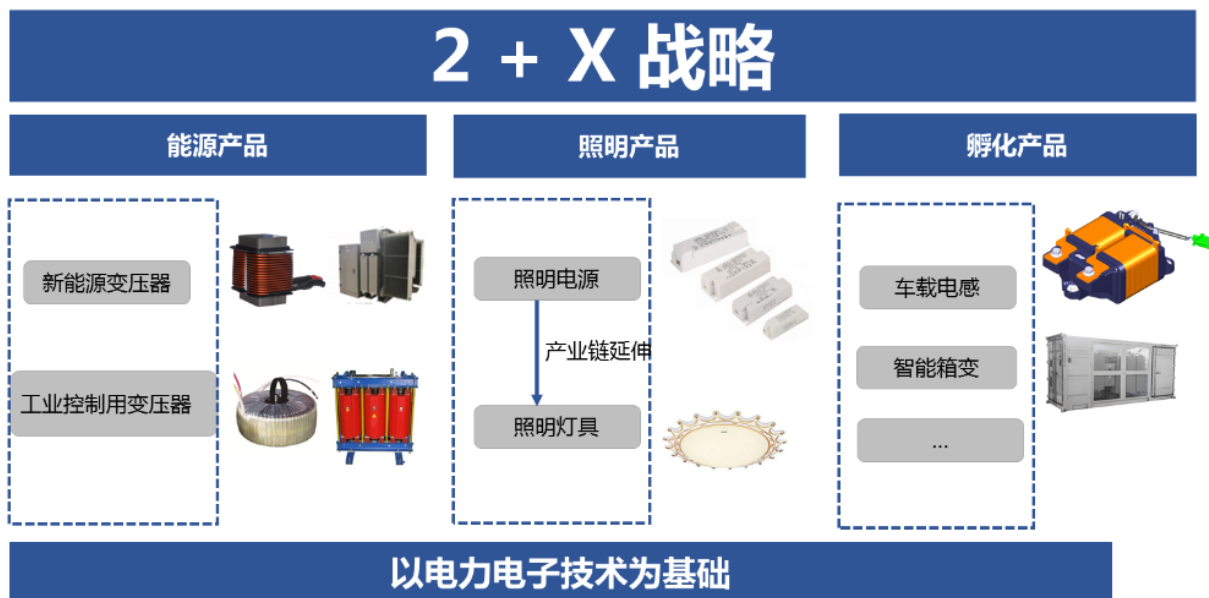 2 + X 战略
能源产品
照明产品
孵化产品
新能源变压器
工业控制用变压器
照明电源
产业链延伸
照明灯具
车载电感
智能箱变
...
以电力电子技术为基础